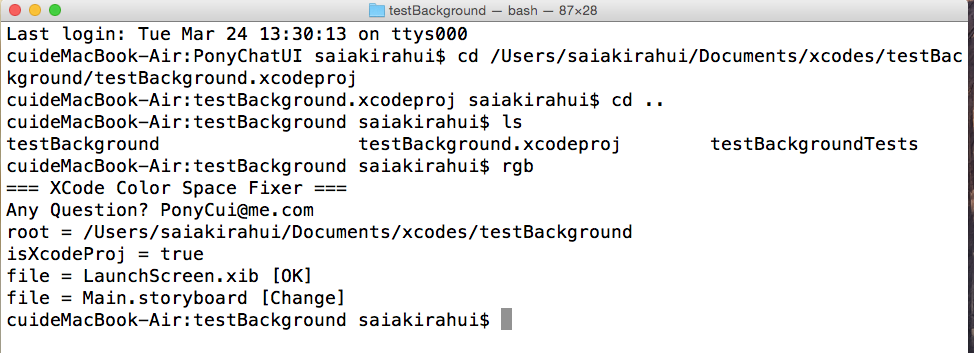 testBackground — bash — 87×28
Last login: Tue Mar 24 13:30:13 on ttys000
cuideMacBook-Air:PonyChatUI saiakirahui$ cd /Users/saiakirahui/Documents/xcodes/testBac
kground/testBackground.xcodeproj
cuideMacBook-Air:testBackground.xcodeproj saiakirahui$ cd ..
cuideMacBook-Air:testBackground saiakirahui$ ls
testBackground testBackground.xcodeproj testBackgroundTests
cuideMacBook-Air:testBackground saiakirahui$ rgb
=== XCode Color Space Fixer ===
Any Question? PonyCui@me.com
root = /Users/saiakirahui/Documents/xcodes/testBackground
isXcodeProj = true
file = LaunchScreen.xib [OK]
file = Main.storyboard [Change]
cuideMacBook-Air:testBackground saiakirahui$